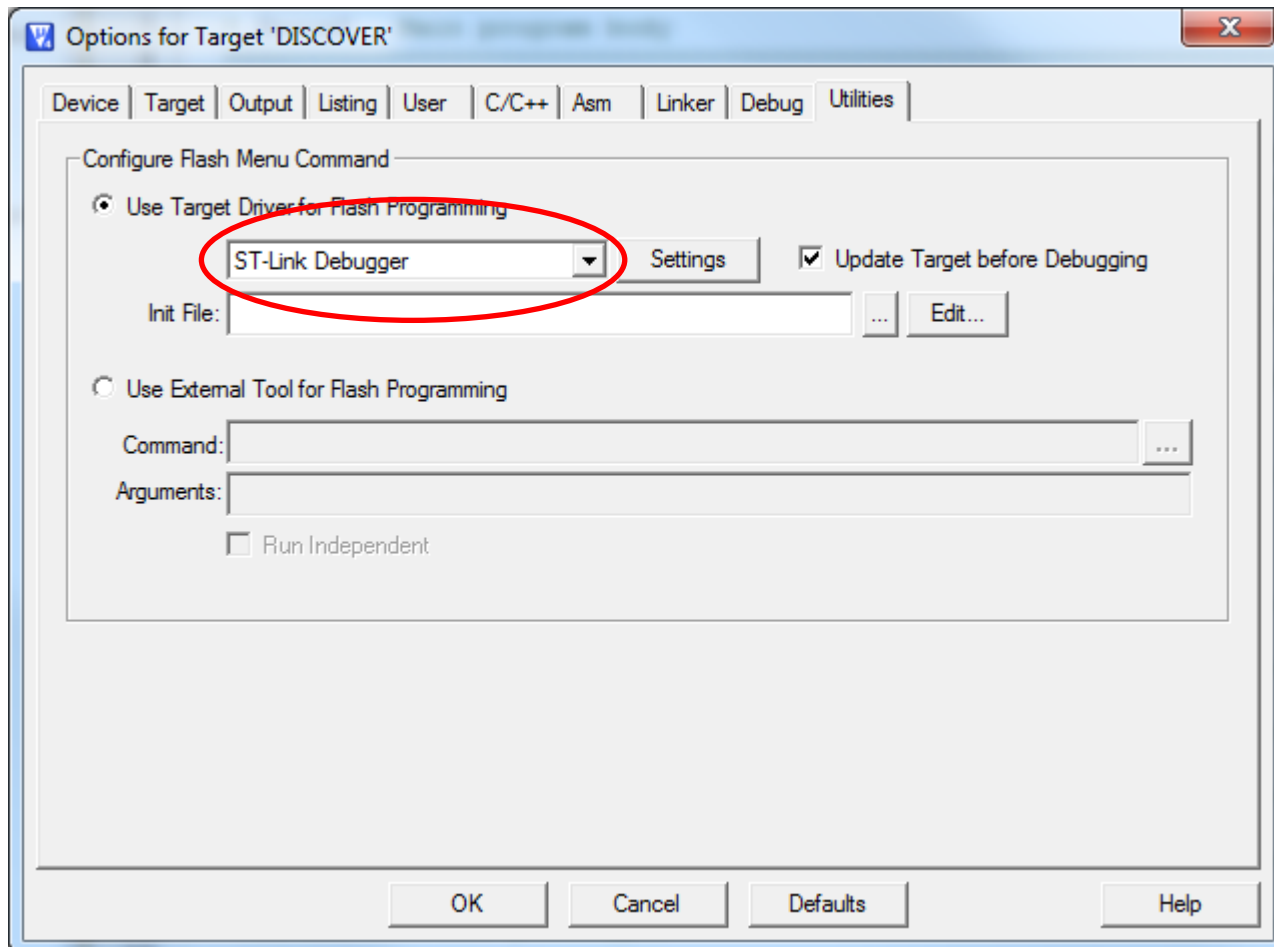 Options for Target 'DISCOVER'
Device Target Output Listing User C/C++ Asm Linker Debug Utilities
Configure Flash Menu Command
Use Target Driver for Flash Programming
ST-Link Debugger Settings Update Target before Debugging
Init File: ... Edit...
Use External Tool for Flash Programming
Command: ...
Arguments:
Run Independent
OK Cancel Defaults Help